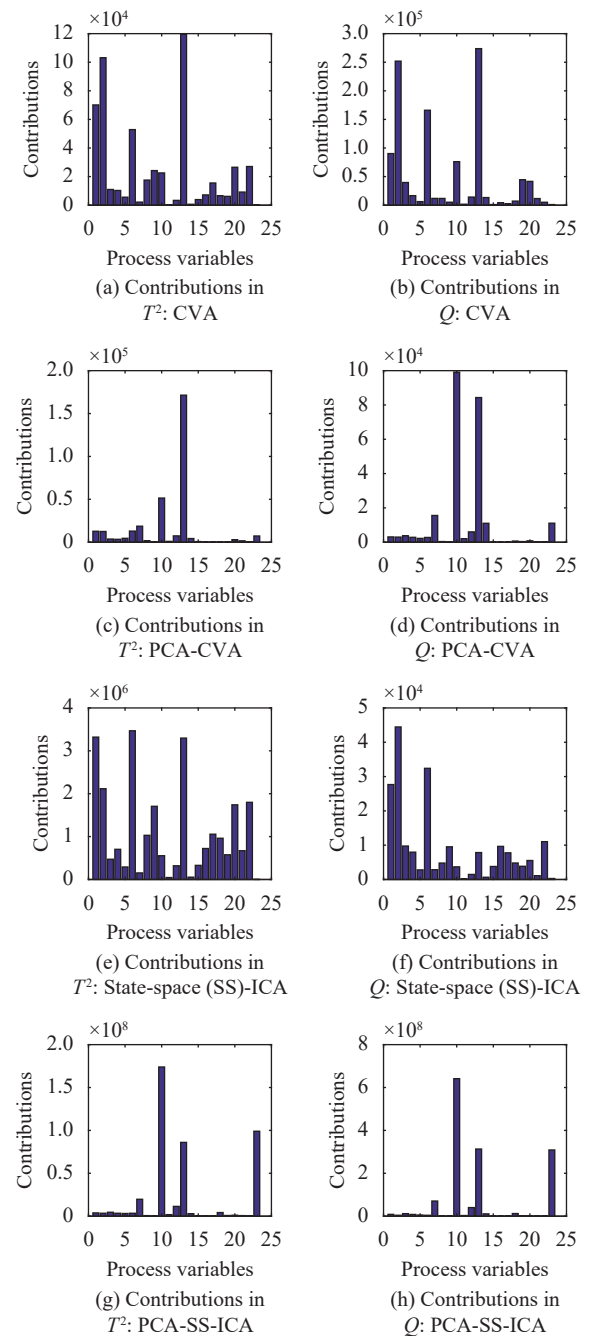 ×10⁴
12
10
8
6
4
2
0
Contributions
0 5 10 15 20 25
Process variables
(a) Contributions in
T²: CVA
×10⁵
3.0
2.5
2.0
1.5
1.0
0.5
0
Contributions
0 5 10 15 20 25
Process variables
(b) Contributions in
Q: CVA
×10⁵
2.0
1.5
1.0
0.5
0
Contributions
0 5 10 15 20 25
Process variables
(c) Contributions in
T²: PCA-CVA
×10⁴
10
8
6
4
2
0
Contributions
0 5 10 15 20 25
Process variables
(d) Contributions in
Q: PCA-CVA
×10⁶
4
3
2
1
0
Contributions
0 5 10 15 20 25
Process variables
(e) Contributions in
T²: State-space (SS)-ICA
×10⁴
5
4
3
2
1
0
Contributions
0 5 10 15 20 25
Process variables
(f) Contributions in
Q: State-space (SS)-ICA
×10⁸
2.0
1.5
1.0
0.5
0
Contributions
0 5 10 15 20 25
Process variables
(g) Contributions in
T²: PCA-SS-ICA
×10⁸
8
6
4
2
0
Contributions
0 5 10 15 20 25
Process variables
(h) Contributions in
Q: PCA-SS-ICA